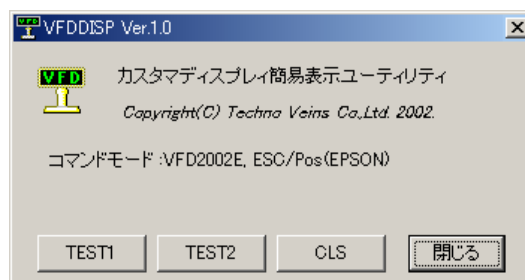 VFDDISP Ver.1.0
VFD
カスタマディスプレイ簡易表示ユーティリティ
Copyright(C) Techno Veins Co.,Ltd. 2002.
コマンドモード :VFD2002E, ESC/Pos(EPSON)
TEST1
TEST2
CLS
閉じる